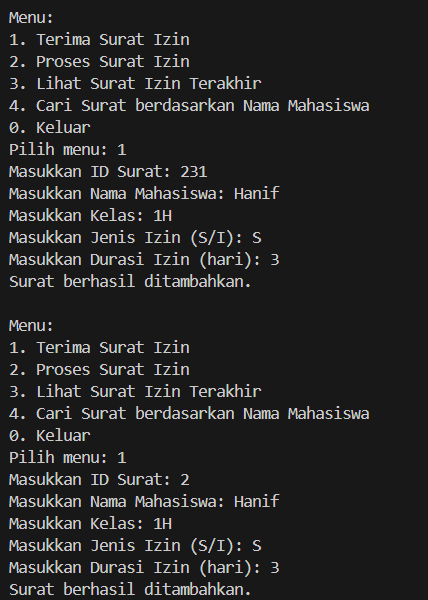 Menu:
1. Terima Surat Izin
2. Proses Surat Izin
3. Lihat Surat Izin Terakhir
4. Cari Surat berdasarkan Nama Mahasiswa
0. Keluar
Pilih menu: 1
Masukkan ID Surat: 231
Masukkan Nama Mahasiswa: Hanif
Masukkan Kelas: 1H
Masukkan Jenis Izin (S/I): S
Masukkan Durasi Izin (hari): 3
Surat berhasil ditambahkan.

Menu:
1. Terima Surat Izin
2. Proses Surat Izin
3. Lihat Surat Izin Terakhir
4. Cari Surat berdasarkan Nama Mahasiswa
0. Keluar
Pilih menu: 1
Masukkan ID Surat: 2
Masukkan Nama Mahasiswa: Hanif
Masukkan Kelas: 1H
Masukkan Jenis Izin (S/I): S
Masukkan Durasi Izin (hari): 3
Surat berhasil ditambahkan.